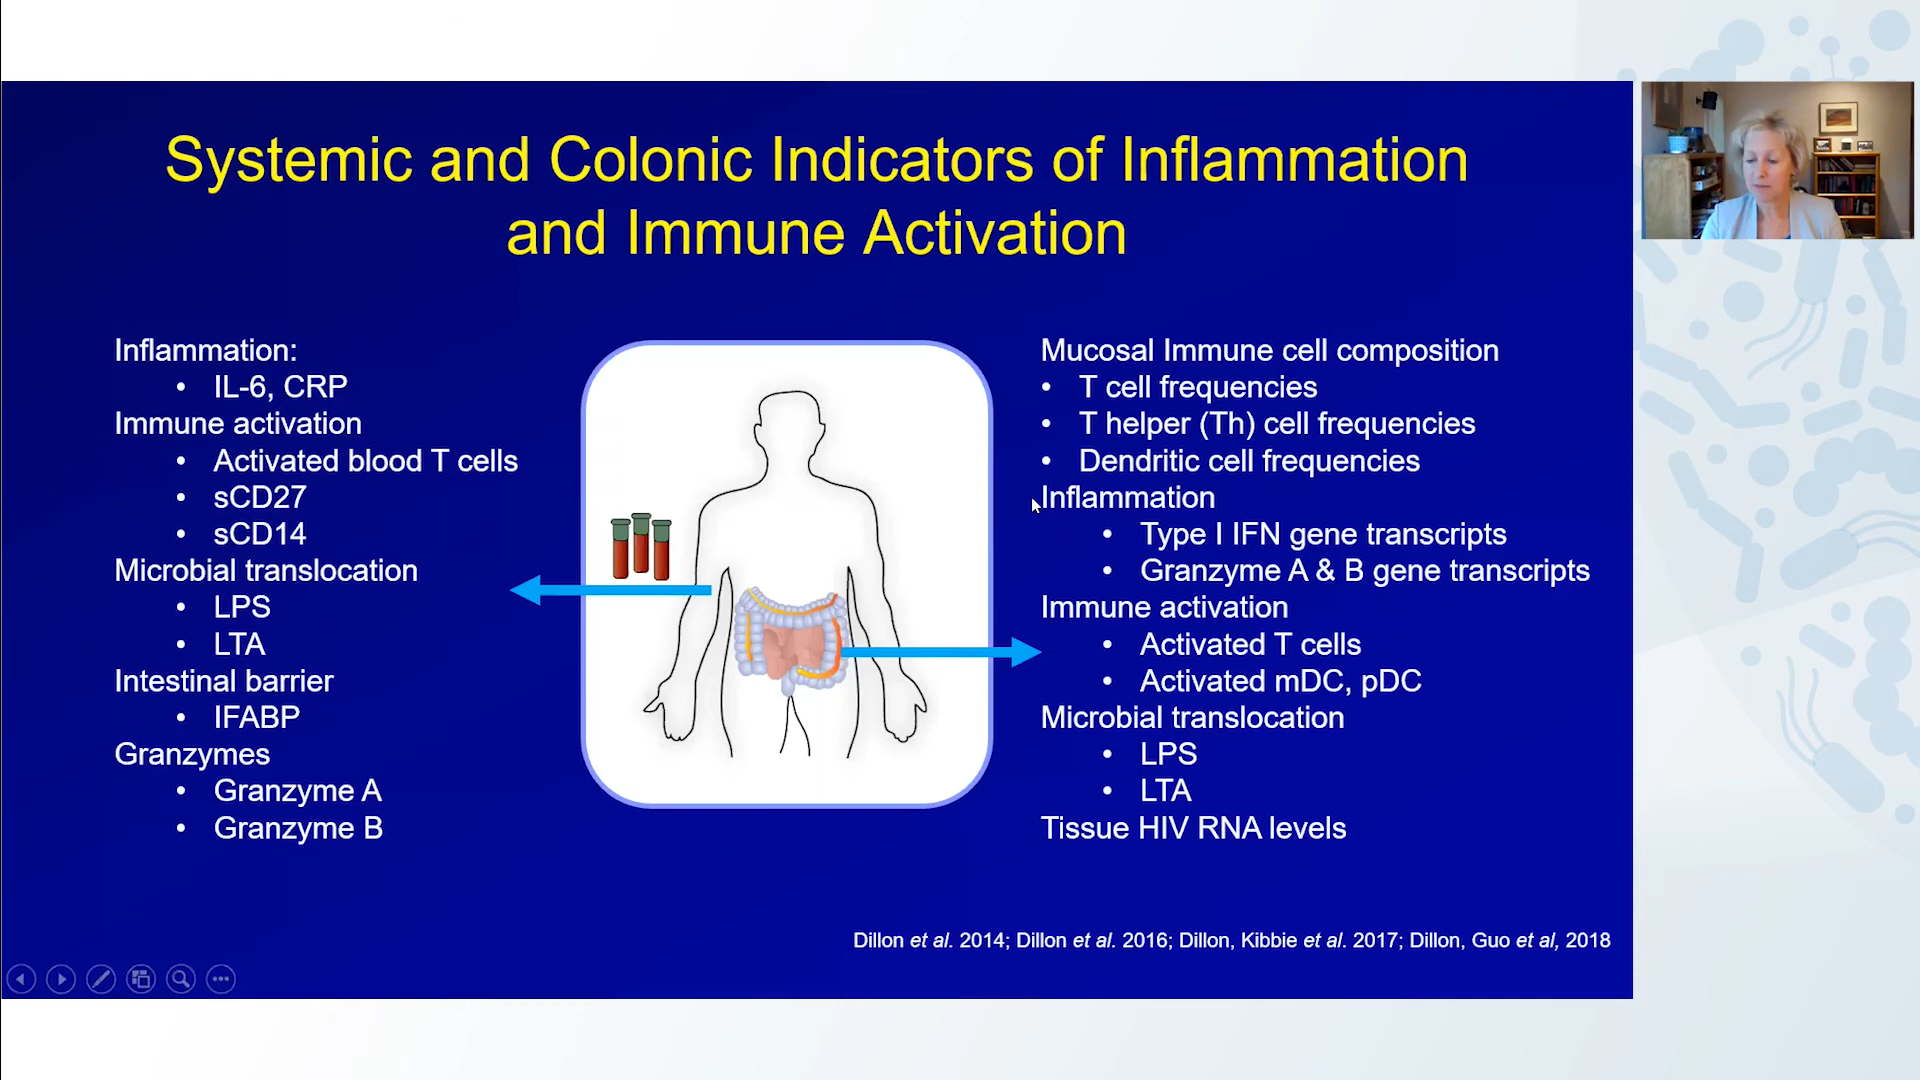 Systemic and Colonic Indicators of Inflammation
and Immune Activation
Inflammation:
• IL-6, CRP
Immune activation
• Activated blood T cells
• sCD27
• sCD14
Microbial translocation
• LPS
• LTA
Intestinal barrier
• IFABP
Granzymes
• Granzyme A
• Granzyme B
Mucosal Immune cell composition
• T cell frequencies
• T helper (Th) cell frequencies
• Dendritic cell frequencies
Inflammation
• Type I IFN gene transcripts
• Granzyme A & B gene transcripts
Immune activation
• Activated T cells
• Activated mDC, pDC
Microbial translocation
• LPS
• LTA
Tissue HIV RNA levels
Dillon et al. 2014; Dillon et al. 2016; Dillon, Kibbie et al. 2017; Dillon, Guo et al, 2018